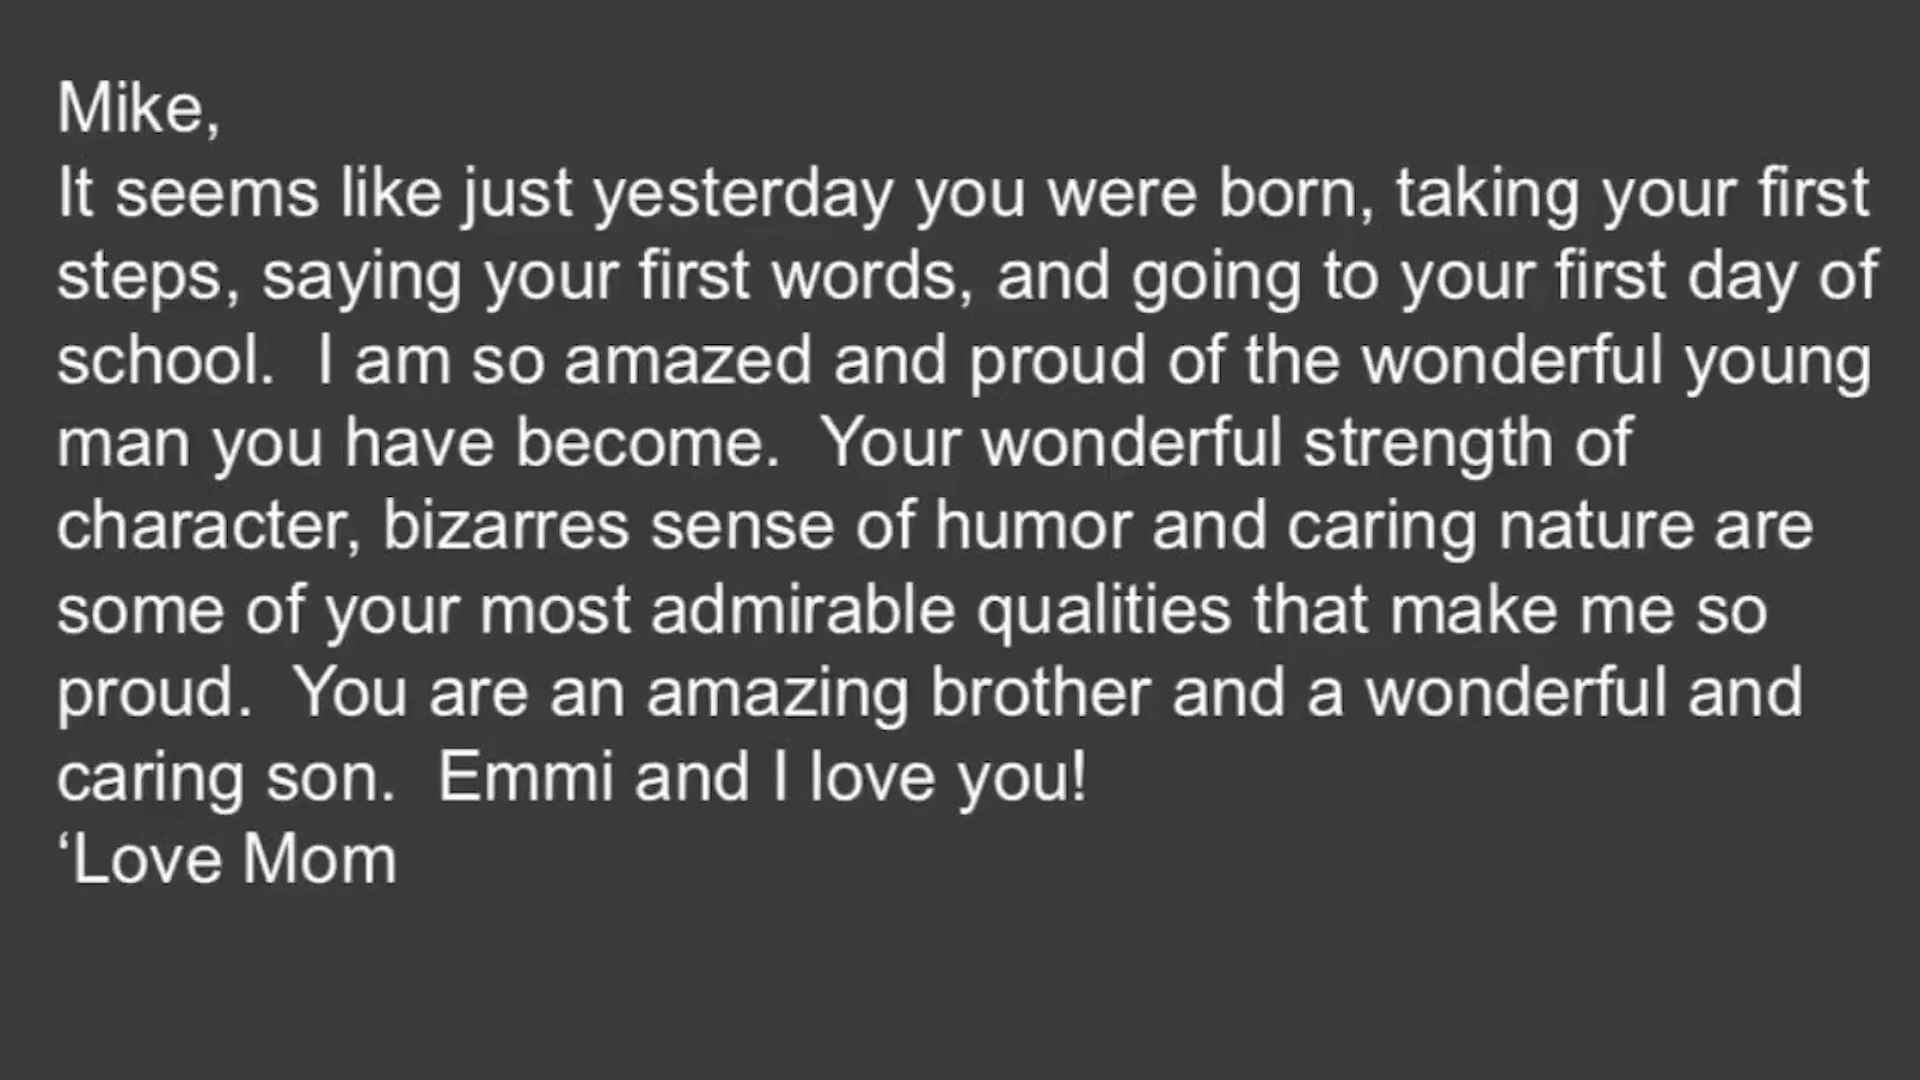 Mike,
It seems like just yesterday you were born, taking your first
steps, saying your first words, and going to your first day of
school.  I am so amazed and proud of the wonderful young
man you have become.  Your wonderful strength of
character, bizarres sense of humor and caring nature are
some of your most admirable qualities that make me so
proud.  You are an amazing brother and a wonderful and
caring son.  Emmi and I love you!
‘Love Mom